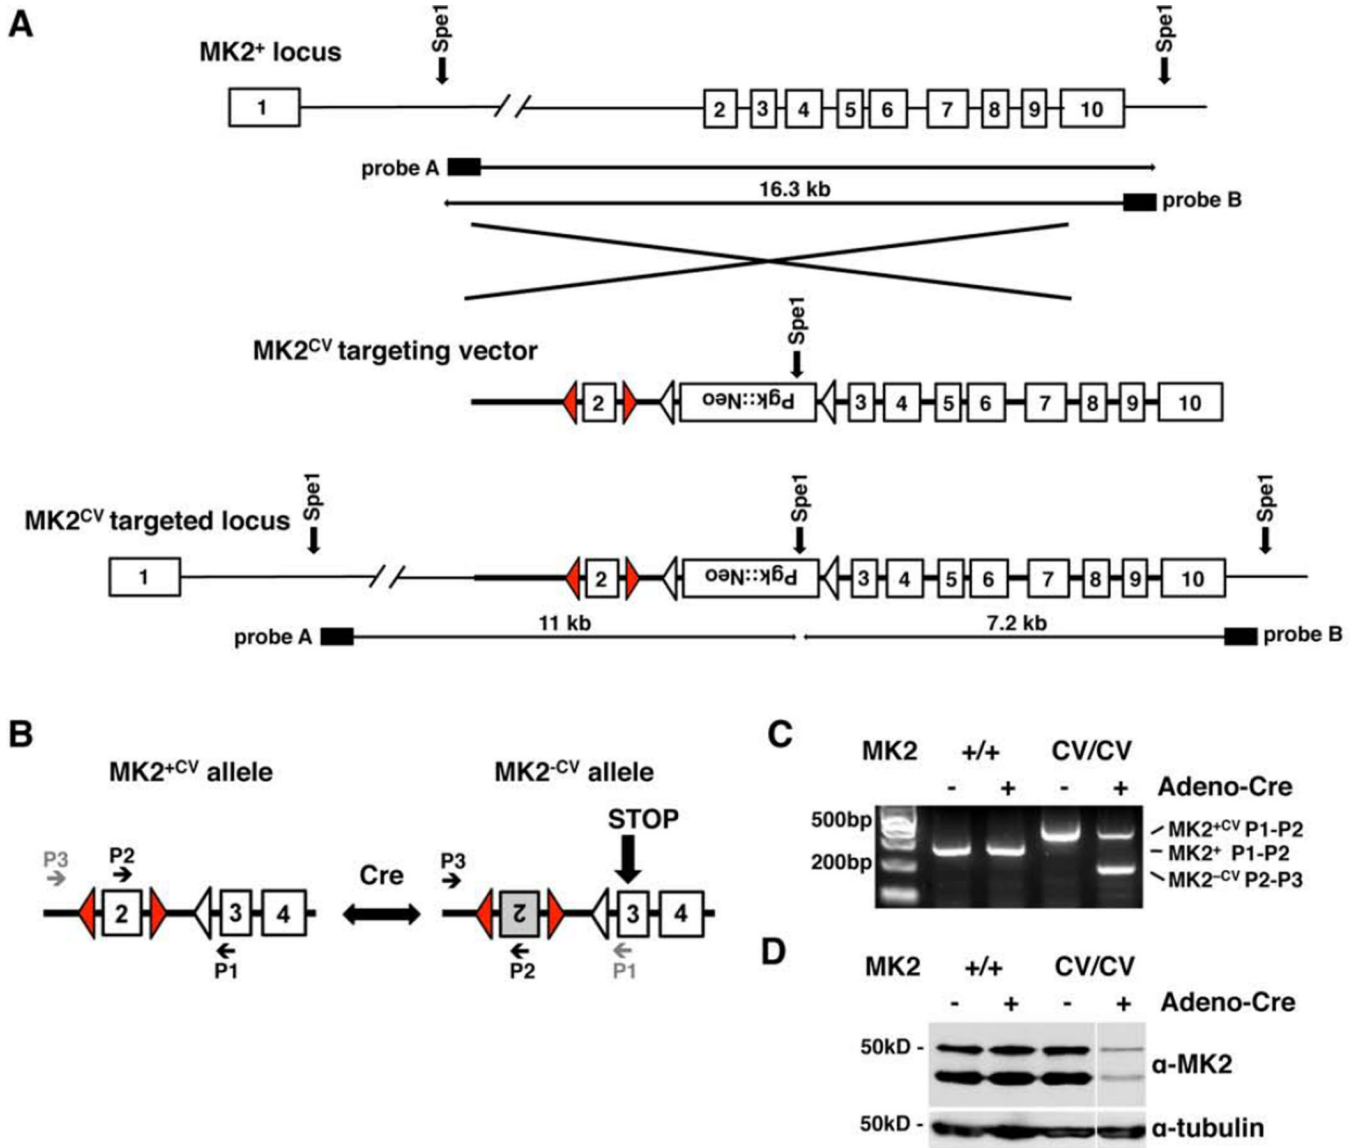 A
MK2+ locus
Spe1
Spe1
1
2 3 4 5 6 7 8 9 10
probe A
16.3 kb
probe B
MK2CV targeting vector
Spe1
2 Pgk::Neo 3 4 5 6 7 8 9 10
MK2CV targeted locus
Spe1
Spe1
Spe1
1 2 Pgk::Neo 3 4 5 6 7 8 9 10
probe A 11 kb 7.2 kb probe B
B
MK2+CV allele
MK2-CV allele
STOP
P3 P2
Cre
P3
2 3 4
2 3 4
P1
P2 P1
C
MK2 +/+ CV/CV
- + - + Adeno-Cre
500bp
200bp
MK2+CV P1-P2
MK2+ P1-P2
MK2–CV P2-P3
D
MK2 +/+ CV/CV
- + - + Adeno-Cre
50kD -
α-MK2
50kD -
α-tubulin